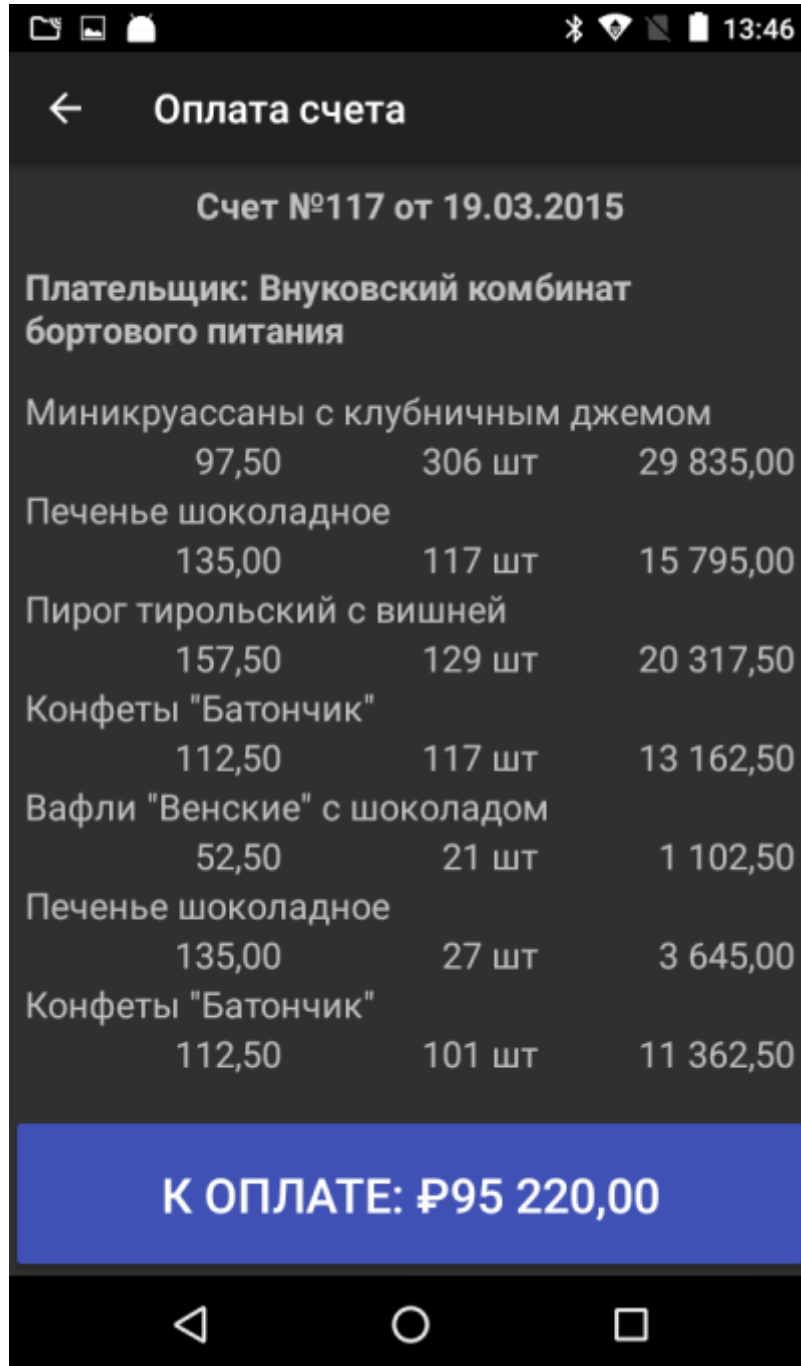 13:46
Оплата счета
Счет №117 от 19.03.2015
Плательщик: Внуковский комбинат
бортового питания
Миникруассаны с клубничным джемом
97,50 306 шт 29 835,00
Печенье шоколадное
135,00 117 шт 15 795,00
Пирог тирольский с вишней
157,50 129 шт 20 317,50
Конфеты "Батончик"
112,50 117 шт 13 162,50
Вафли "Венские" с шоколадом
52,50 21 шт 1 102,50
Печенье шоколадное
135,00 27 шт 3 645,00
Конфеты "Батончик"
112,50 101 шт 11 362,50
К ОПЛАТЕ: ₽95 220,00